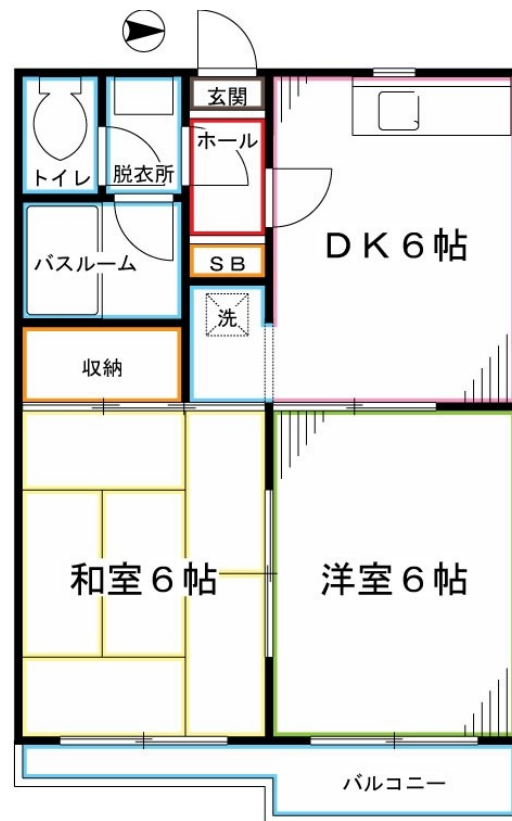 玄関
ホール
トイレ
脱衣所
DK6帖
バスルーム
SB
洗
収納
和室6帖
洋室6帖
バルコニー